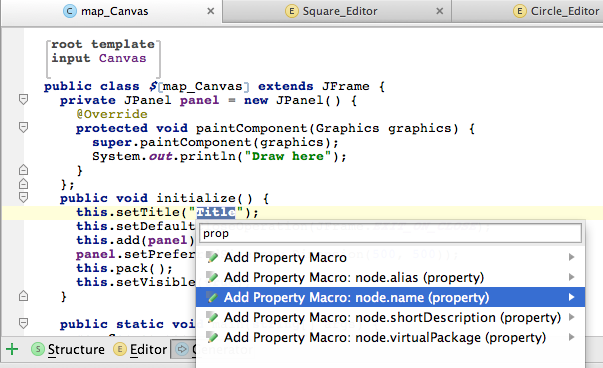 map_Canvas Square_Editor Circle_Editor
root template
input Canvas
public class $[map_Canvas] extends JFrame {
private JPanel panel = new JPanel() {
@Override
protected void paintComponent(Graphics graphics) {
super.paintComponent(graphics);
System.out.println("Draw here");
}
};
public void initialize() {
this.setTitle("Title");
this.setDefault
prop
this.add(panel)
panel.setPrefer
Add Property Macro
this.pack();
Add Property Macro: node.alias (property)
this.setVisible
Add Property Macro: node.name (property)
}
Add Property Macro: node.shortDescription (property)
public static voi
Add Property Macro: node.virtualPackage (property)
Structure Editor